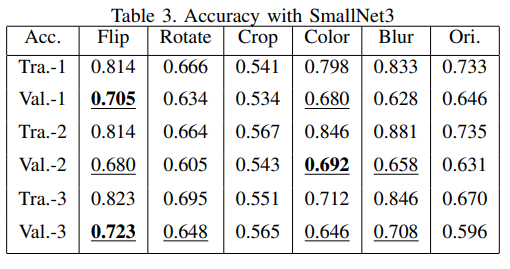 Table 3. Accuracy with SmallNet3
Acc. Flip Rotate Crop Color Blur Ori.
Tra.-1 0.814 0.666 0.541 0.798 0.833 0.733
Val.-1 0.705 0.634 0.534 0.680 0.628 0.646
Tra.-2 0.814 0.664 0.567 0.846 0.881 0.735
Val.-2 0.680 0.605 0.543 0.692 0.658 0.631
Tra.-3 0.823 0.695 0.551 0.712 0.846 0.670
Val.-3 0.723 0.648 0.565 0.646 0.708 0.596